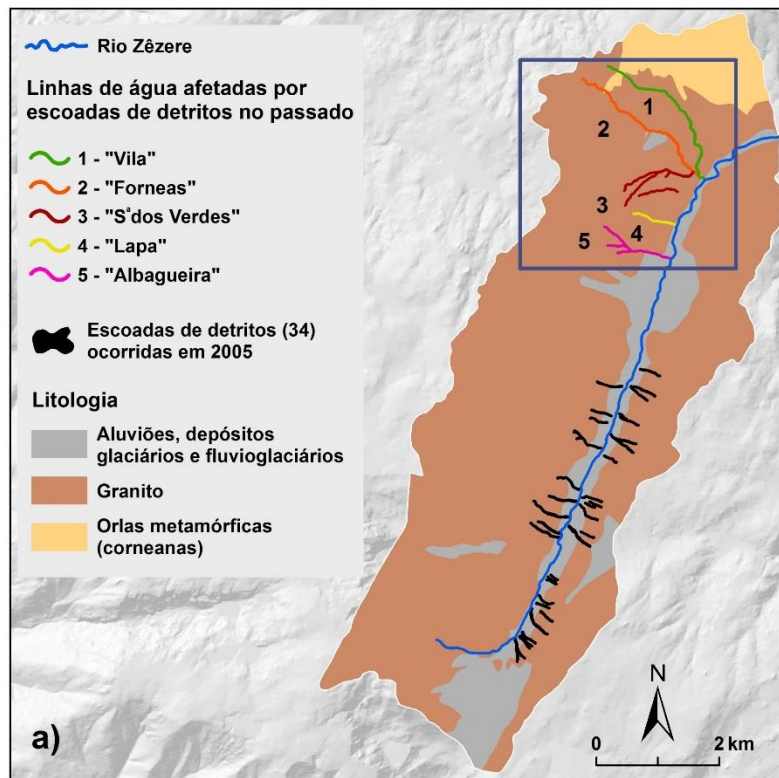 Rio Zêzere
Linhas de água afetadas por
escoadas de detritos no passado
1 - "Vila"
2 - "Forneas"
3 - "Sª dos Verdes"
4 - "Lapa"
5 - "Albagueira"
Escoadas de detritos (34)
ocorridas em 2005
Litologia
Aluviões, depósitos
glaciários e fluvioglaciários
Granito
Orlas metamórficas
(corneanas)
a)
1
2
3
4
5
N
0 2 km